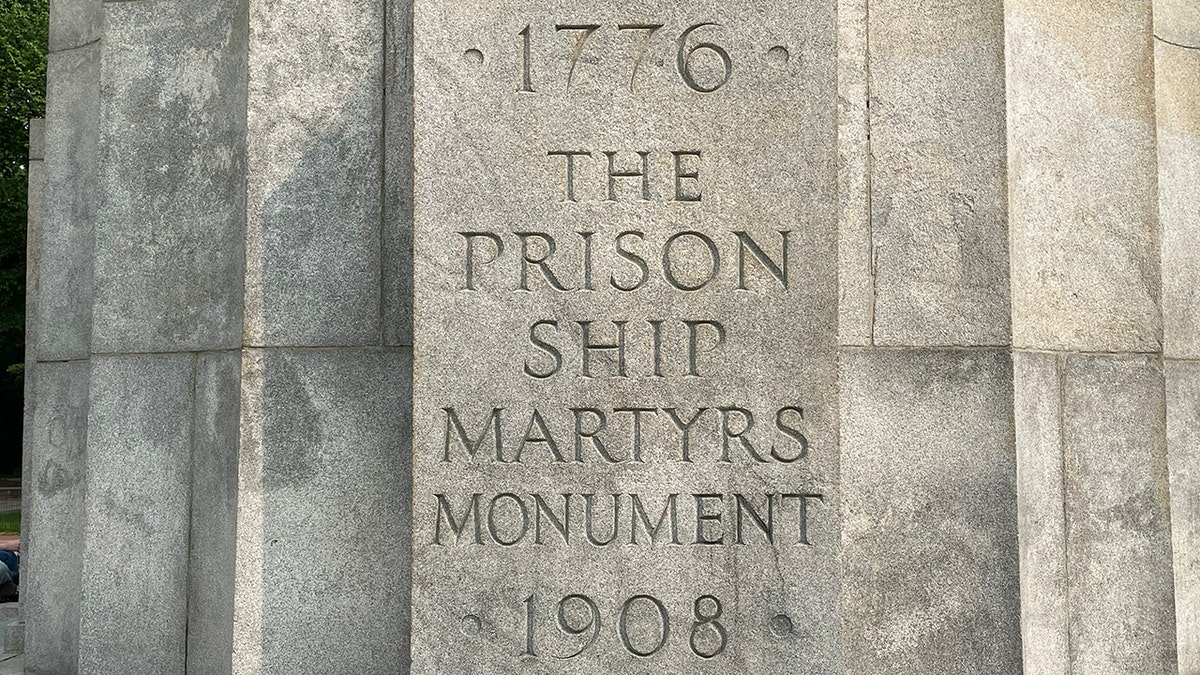 · 1776 ·
THE
PRISON
SHIP
MARTYRS
MONUMENT
· 1908 ·